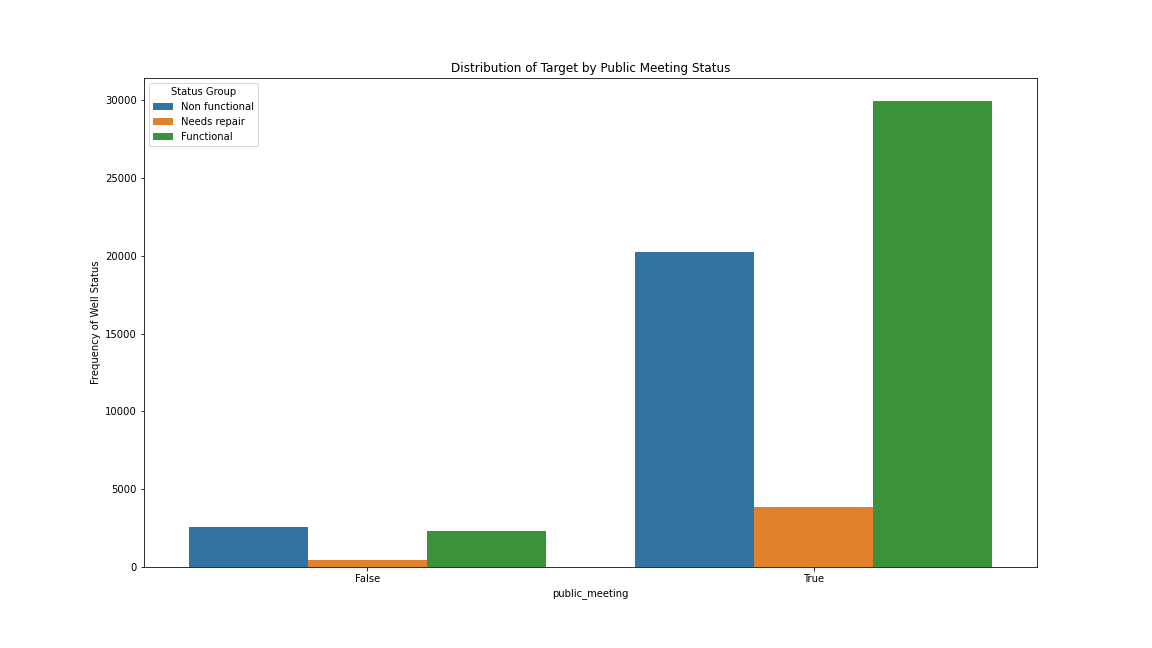 Distribution of Target by Public Meeting Status
Status Group
Non functional
Needs repair
Functional
30000
25000
20000
15000
10000
5000
0
Frequency of Well Status
False
True
public_meeting